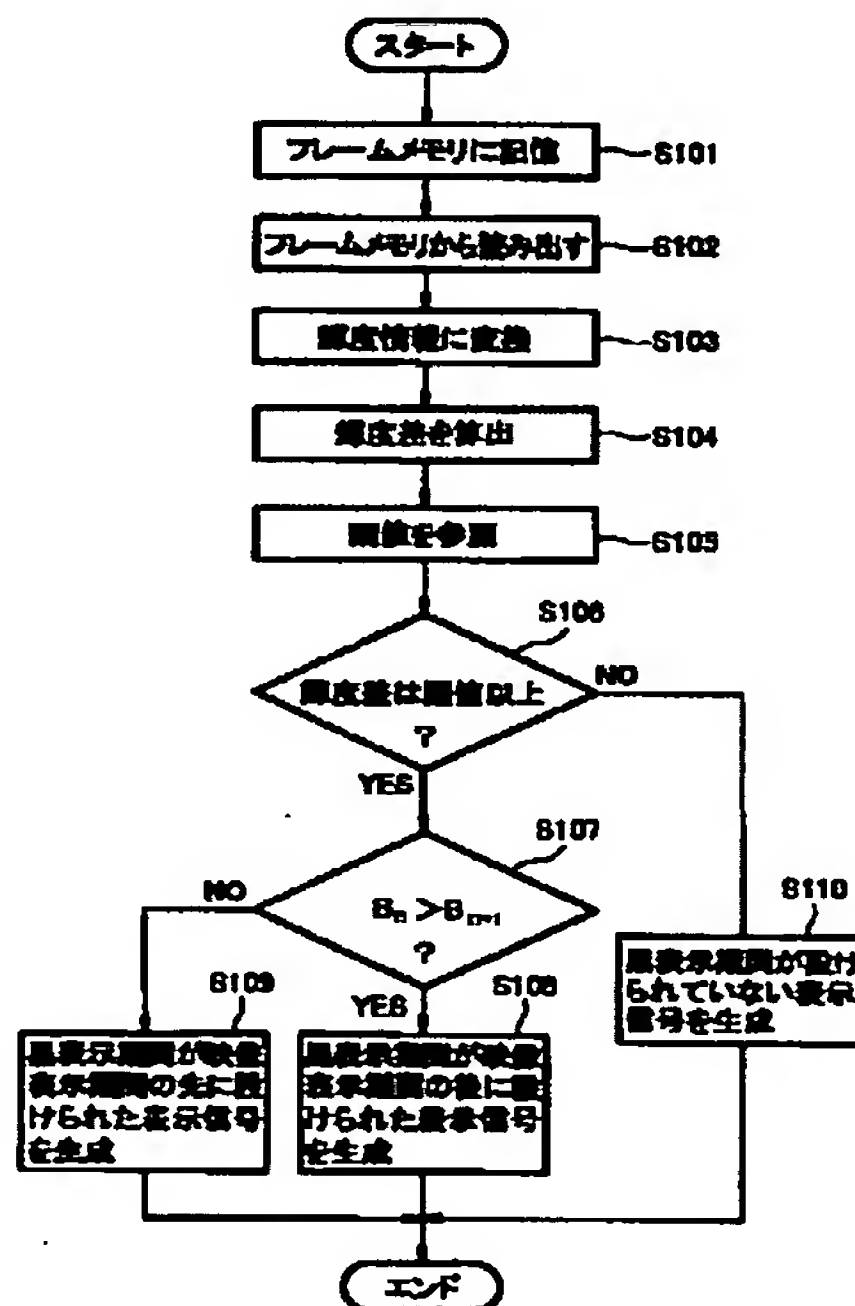 スタート
フレームメモリに記憶
S101
フレームメモリから読み出す
S102
輝度情報に変換
S103
輝度差を算出
S104
閾値を参照
S105
S106
輝度差は閾値以上
?
NO
YES
S107
Bn >Bn+1
?
NO
YES
S110
黒表示期間が設け
られていない表示
信号を生成
S109
黒表示期間が映像
表示期間の先に設
けられた表示信号
を生成
S108
黒表示期間が映像
表示期間の後に設
けられた表示信号
を生成
エンド